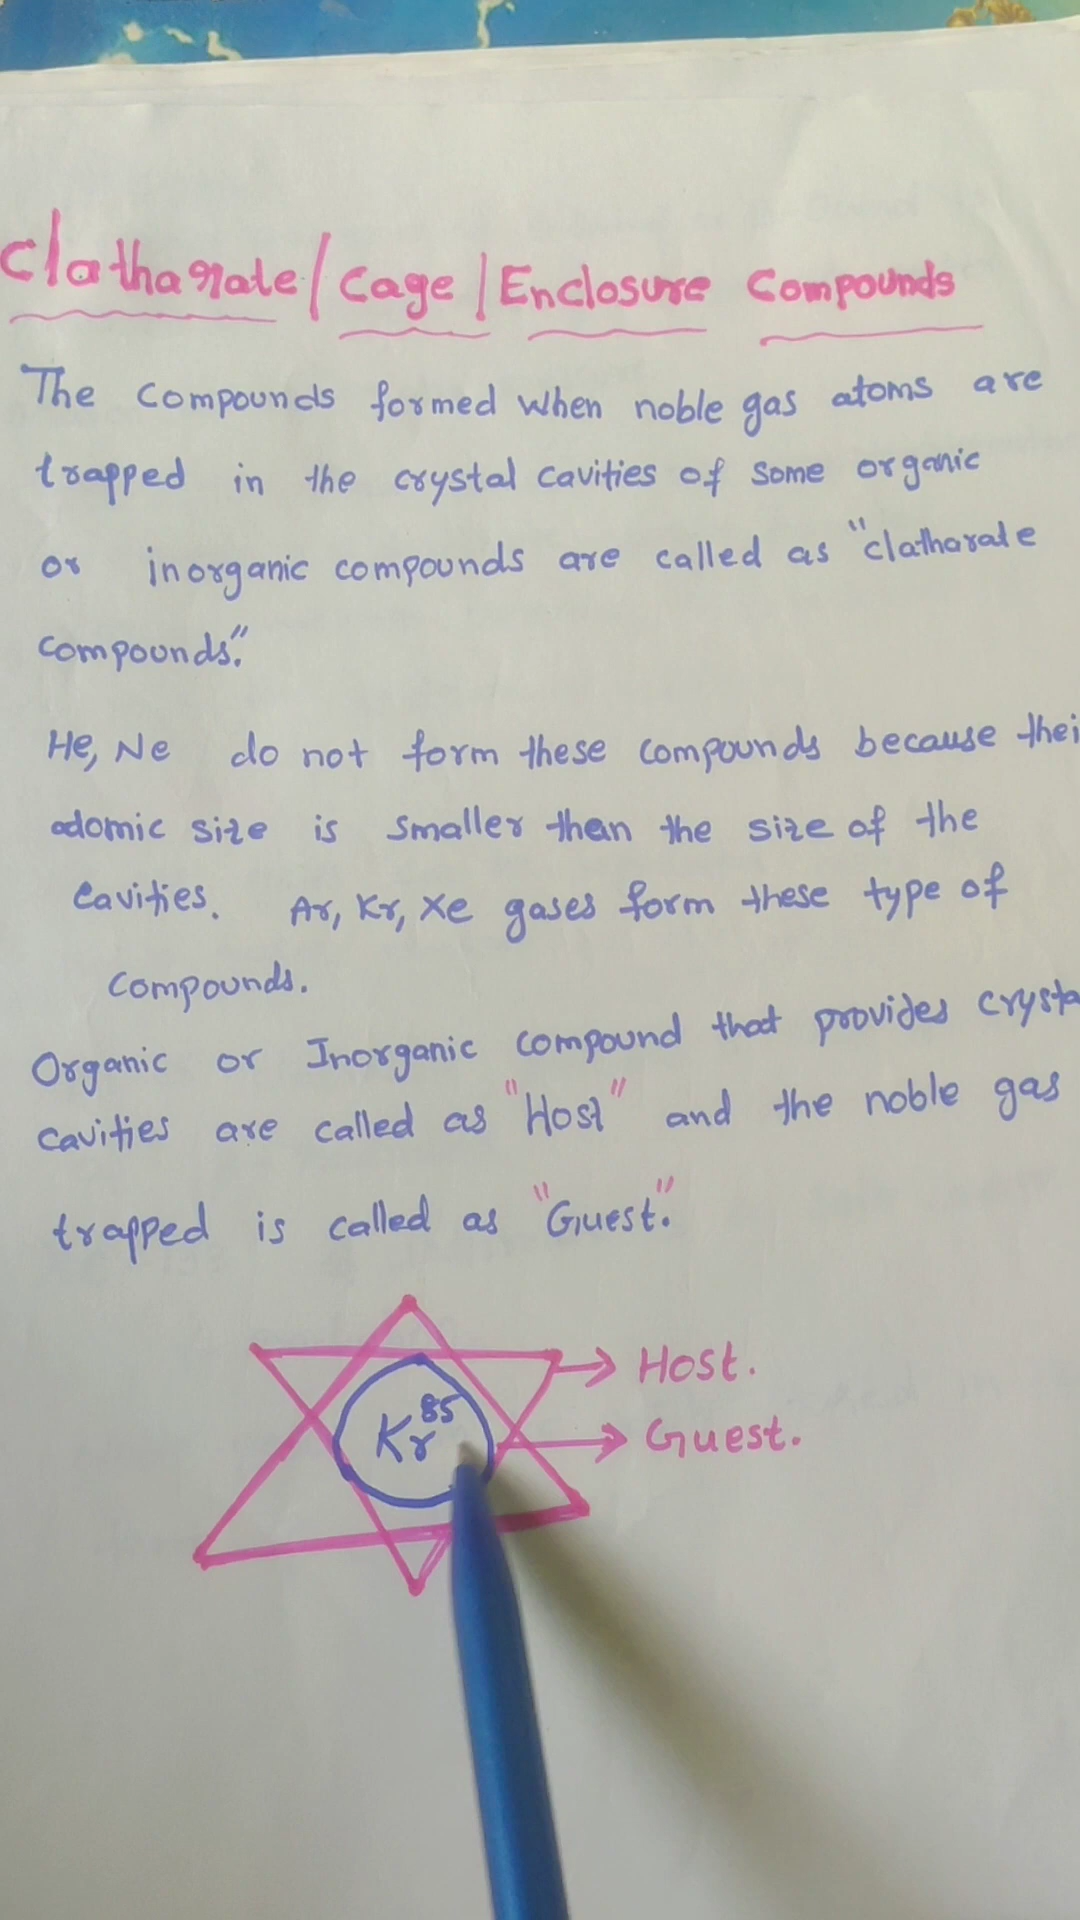 Clatharate/Cage/Enclosure Compounds
The Compounds formed when noble gas atoms are
trapped in the crystal cavities of some organic
or inorganic compounds are called as "clatharate
compounds".
He, Ne do not form these compounds because thei
atomic size is smaller than the size of the
cavities. Ar, Kr, Xe gases form these type of
compounds.
Organic or Inorganic compound that provides crysta
cavities are called as "Host" and the noble gas
trapped is called as "Guest".
Host.
Kr⁸⁵
Guest.